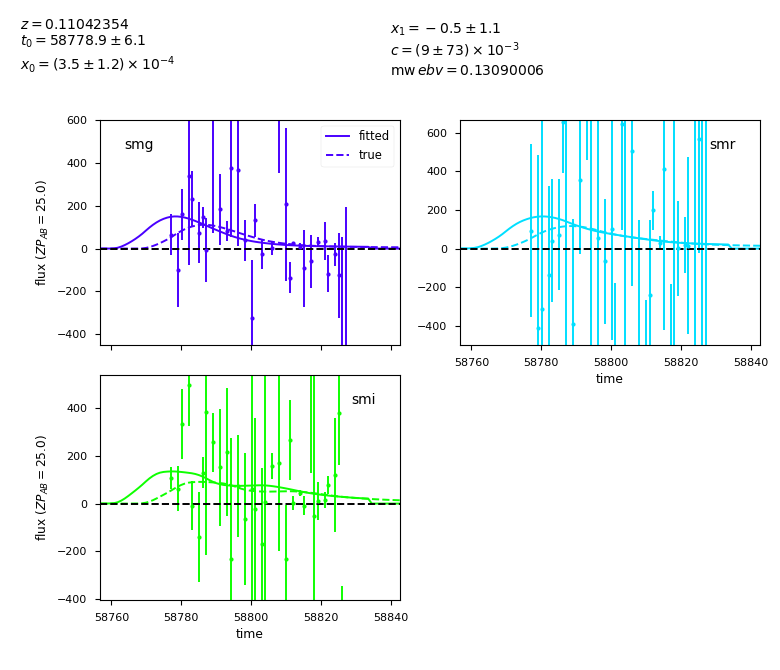 z = 0.11042354
t₀ = 58778.9 ± 6.1
x₀ = (3.5 ± 1.2) × 10⁻⁴
x₁ = −0.5 ± 1.1
c = (9 ± 73) × 10⁻³
mw ebv = 0.13090006
smg
fitted
true
600
400
200
0
−200
−400
flux (ZP_AB = 25.0)
smr
600
400
200
0
−200
−400
58760 58780 58800 58820 58840
time
smi
400
200
0
−200
−400
flux (ZP_AB = 25.0)
58760 58780 58800 58820 58840
time